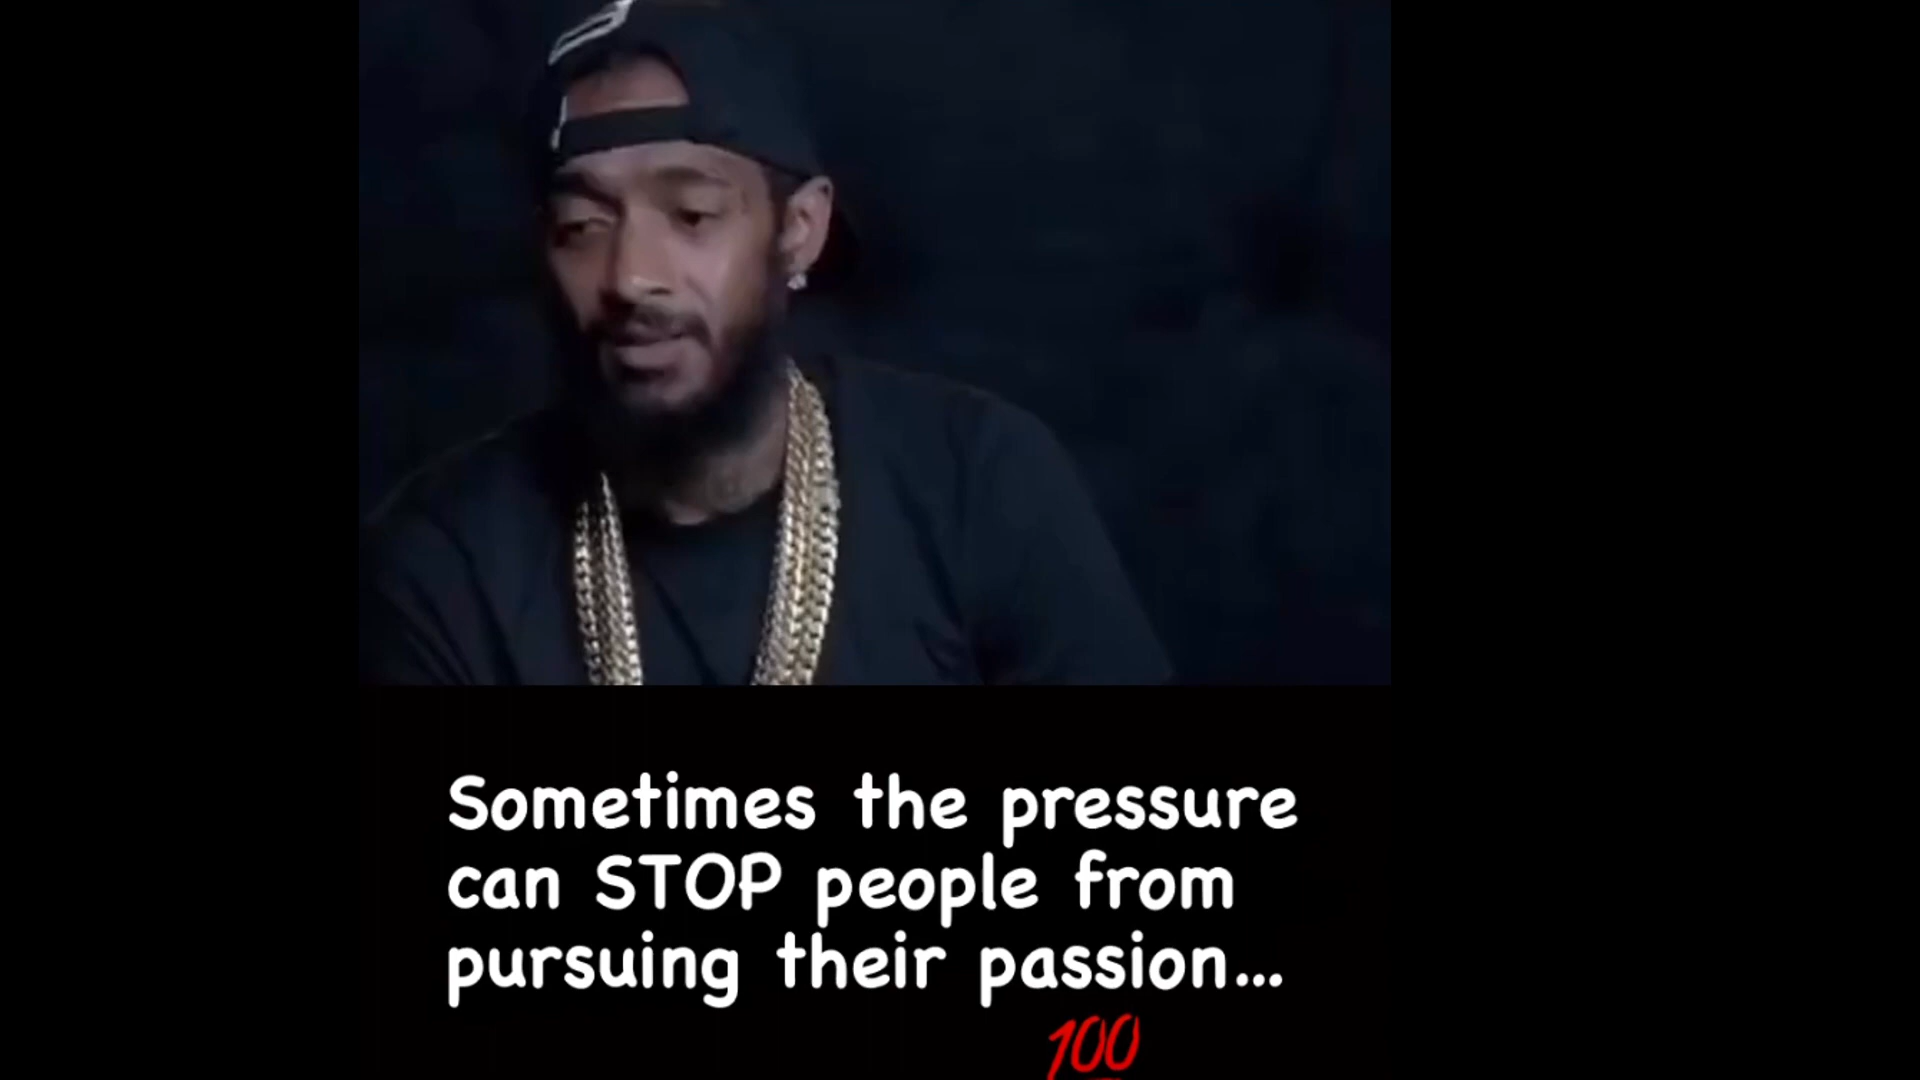 Sometimes the pressure
can STOP people from
pursuing their passion...
100